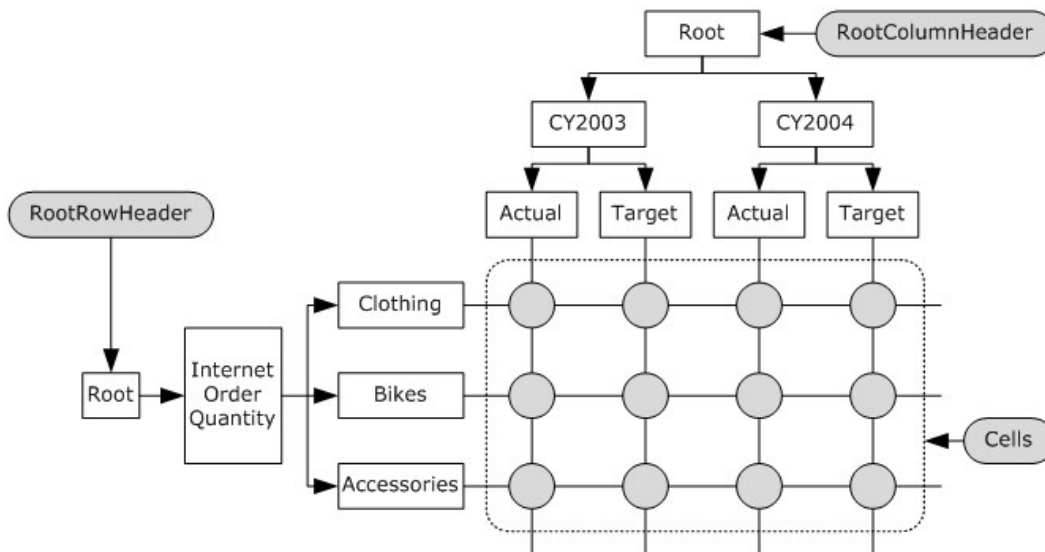 Root
RootColumnHeader
CY2003
CY2004
Actual
Target
Actual
Target
RootRowHeader
Clothing
Internet
Order
Quantity
Root
Bikes
Cells
Accessories